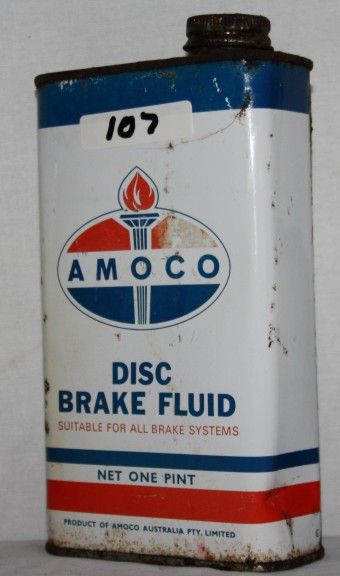 107
AMOCO
DISC
BRAKE FLUID
SUITABLE FOR ALL BRAKE SYSTEMS
NET ONE PINT
PRODUCT OF AMOCO AUSTRALIA PTY. LIMITED